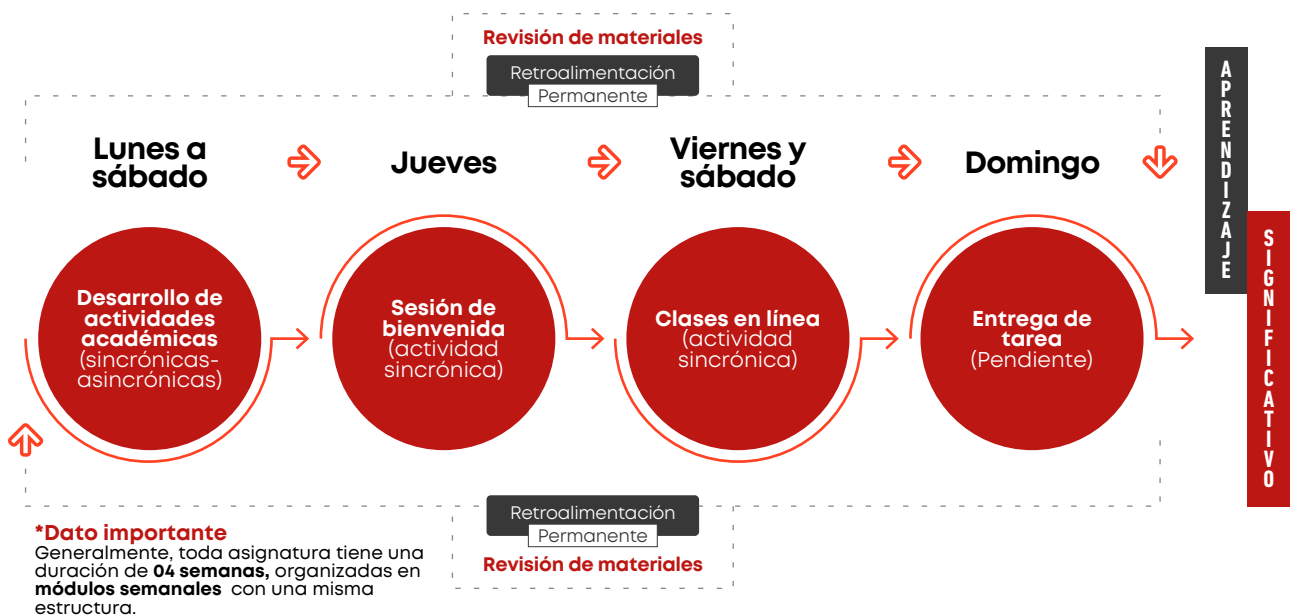 Revisión de materiales
Retroalimentación
Permanente
Lunes a
sábado
Jueves
Viernes y
sábado
Domingo
Desarrollo de
actividades
académicas
(sincrónicas-
asincrónicas)
Sesión de
bienvenida
(actividad
sincrónica)
Clases en línea
(actividad
sincrónica)
Entrega de
tarea
(Pendiente)
APRENDIZAJE
SIGNIFICATIVO
Retroalimentación
Permanente
Revisión de materiales
*Dato importante
Generalmente, toda asignatura tiene una
duración de 04 semanas, organizadas en
módulos semanales con una misma
estructura.